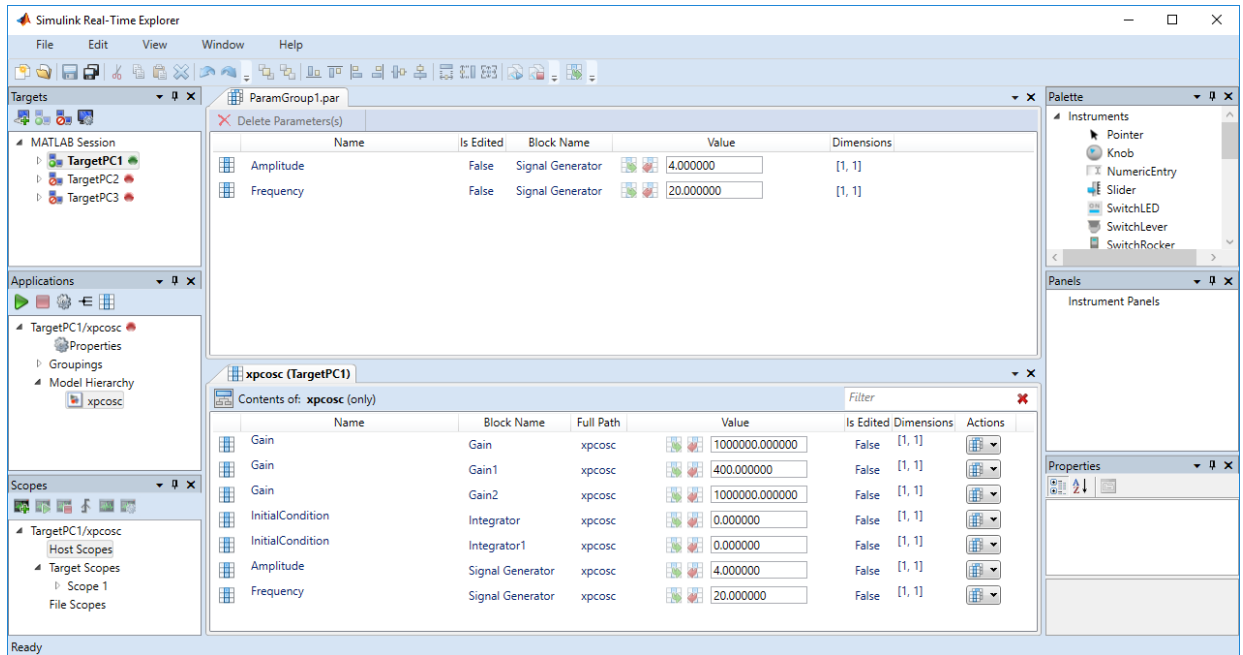 Simulink Real-Time Explorer
File Edit View Window Help
Targets
MATLAB Session
TargetPC1
TargetPC2
TargetPC3
Applications
TargetPC1/xpcosc
Properties
Groupings
Model Hierarchy
xpcosc
Scopes
TargetPC1/xpcosc
Host Scopes
Target Scopes
Scope 1
File Scopes
ParamGroup1.par
Delete Parameters(s)
Name Is Edited Block Name Value Dimensions
Amplitude False Signal Generator 4.000000 [1, 1]
Frequency False Signal Generator 20.000000 [1, 1]
xpcosc (TargetPC1)
Contents of: xpcosc (only) Filter
Name Block Name Full Path Value Is Edited Dimensions Actions
Gain Gain xpcosc 1000000.000000 False [1, 1]
Gain Gain1 xpcosc 400.000000 False [1, 1]
Gain Gain2 xpcosc 1000000.000000 False [1, 1]
InitialCondition Integrator xpcosc 0.000000 False [1, 1]
InitialCondition Integrator1 xpcosc 0.000000 False [1, 1]
Amplitude Signal Generator xpcosc 4.000000 False [1, 1]
Frequency Signal Generator xpcosc 20.000000 False [1, 1]
Palette
Instruments
Pointer
Knob
NumericEntry
Slider
SwitchLED
SwitchLever
SwitchRocker
Panels
Instrument Panels
Properties
Ready